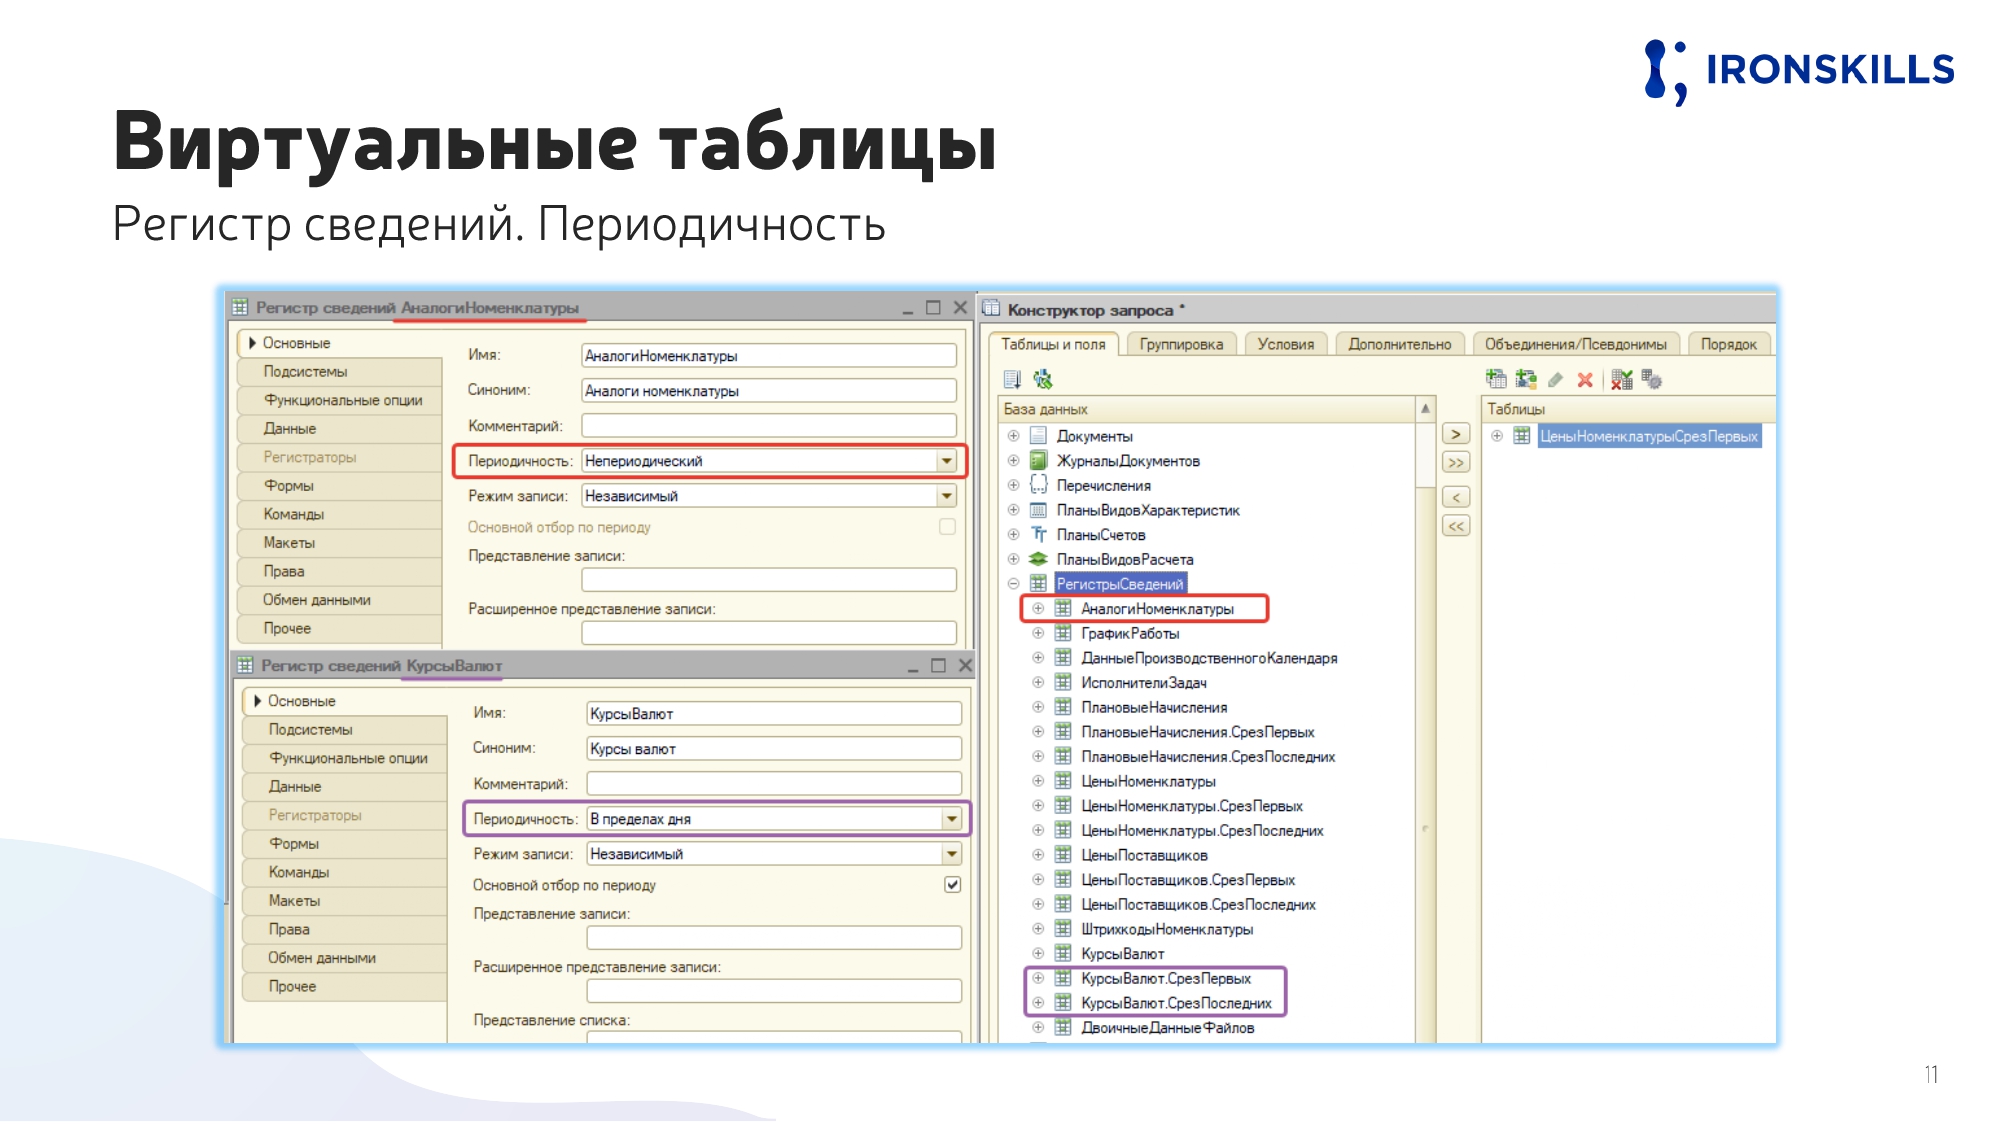 IRONSKILLS
Виртуальные таблицы
Регистр сведений. Периодичность
Регистр сведений АналогиНоменклатуры
Основные
Подсистемы
Функциональные опции
Данные
Регистраторы
Формы
Команды
Макеты
Права
Обмен данными
Прочее
Имя: АналогиНоменклатуры
Синоним: Аналоги номенклатуры
Комментарий:
Периодичность: Непериодический
Режим записи: Независимый
Основной отбор по периоду
Представление записи:
Расширенное представление записи:
Регистр сведений КурсыВалют
Основные
Подсистемы
Функциональные опции
Данные
Регистраторы
Формы
Команды
Макеты
Права
Обмен данными
Прочее
Имя: КурсыВалют
Синоним: Курсы валют
Комментарий:
Периодичность: В пределах дня
Режим записи: Независимый
Основной отбор по периоду
Представление записи:
Расширенное представление записи:
Представление списка:
Конструктор запроса *
Таблицы и поля Группировка Условия Дополнительно Объединения/Псевдонимы Порядок
База данных
Документы
ЖурналыДокументов
Перечисления
ПланыВидовХарактеристик
ПланыСчетов
ПланыВидовРасчета
РегистрыСведений
АналогиНоменклатуры
ГрафикРаботы
ДанныеПроизводственногоКалендаря
ИсполнителиЗадач
ПлановыеНачисления
ПлановыеНачисления.СрезПервых
ПлановыеНачисления.СрезПоследних
ЦеныНоменклатуры
ЦеныНоменклатуры.СрезПервых
ЦеныНоменклатуры.СрезПоследних
ЦеныПоставщиков
ЦеныПоставщиков.СрезПервых
ЦеныПоставщиков.СрезПоследних
ШтрихкодыНоменклатуры
КурсыВалют
КурсыВалют.СрезПервых
КурсыВалют.СрезПоследних
ДвоичныеДанныеФайлов
>
>>
<
<<
Таблицы
ЦеныНоменклатурыСрезПервых
11